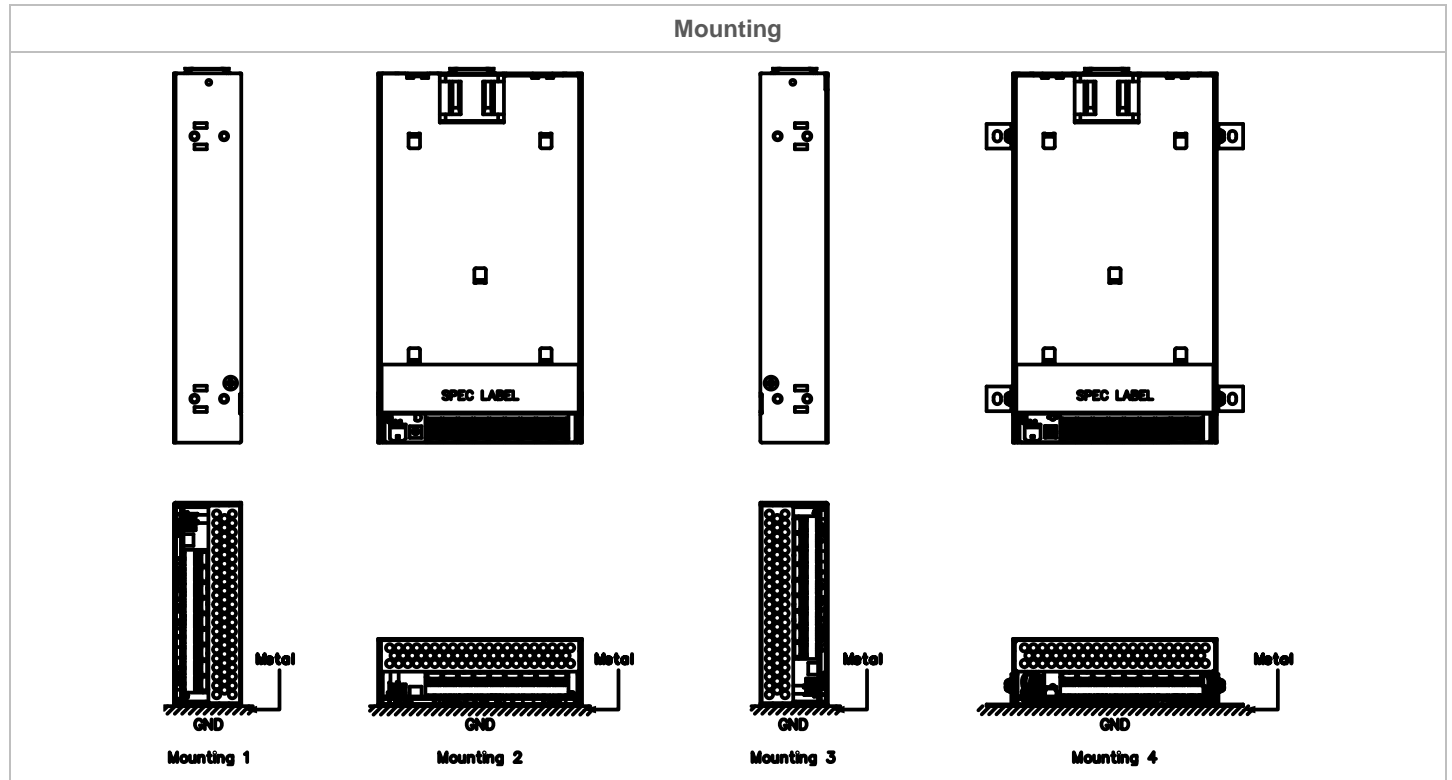 Mounting
SPEC LABEL
SPEC LABEL
Metal
Metal
Metal
Metal
GND
GND
GND
GND
Mounting 1
Mounting 2
Mounting 3
Mounting 4